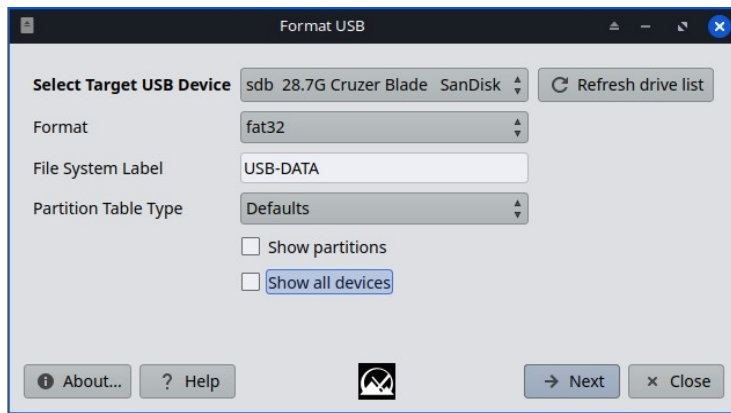 Format USB
Select Target USB Device sdb 28.7G Cruzer Blade SanDisk Refresh drive list
Format fat32
File System Label USB-DATA
Partition Table Type Defaults
Show partitions
Show all devices
About... ? Help Next Close